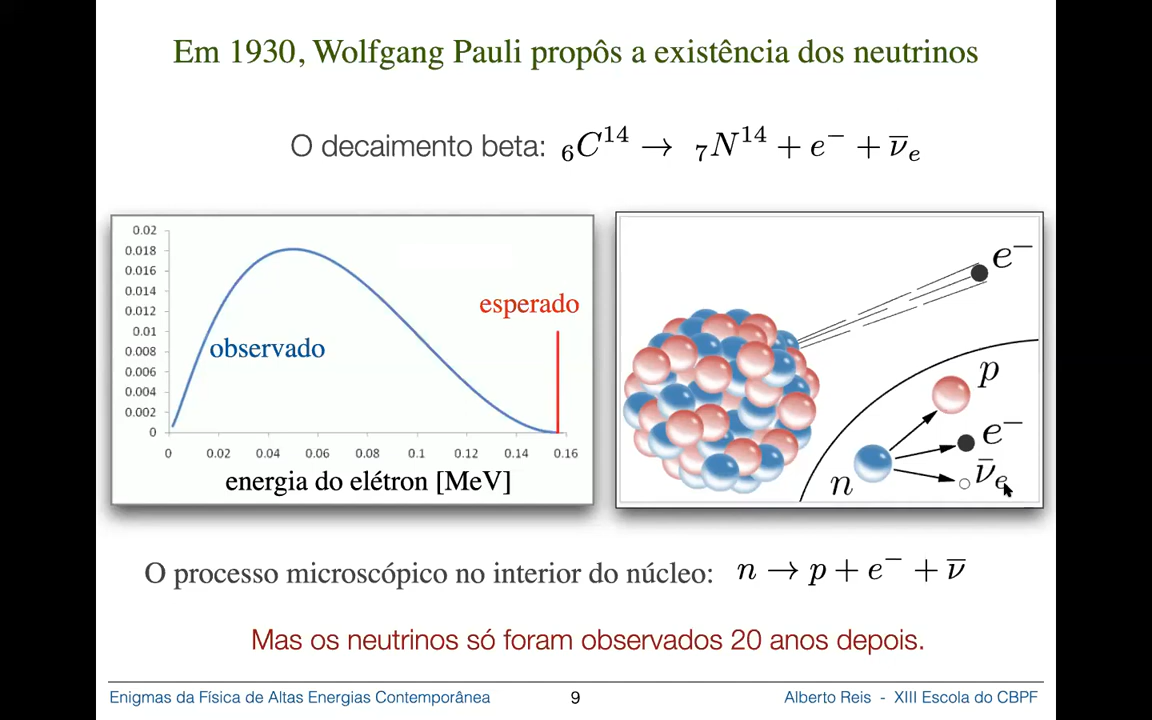 Em 1930, Wolfgang Pauli propôs a existência dos neutrinos
O decaimento beta: ₆C¹⁴ → ₇N¹⁴ + e⁻ + ν̅ₑ
0.02
0.018
0.016
0.014
0.012
0.01
0.008
0.006
0.004
0.002
0
esperado
observado
0 0.02 0.04 0.06 0.08 0.1 0.12 0.14 0.16
energia do elétron [MeV]
e⁻
p
e⁻
ν̅ₑ
n
O processo microscópico no interior do núcleo: n → p + e⁻ + ν̅
Mas os neutrinos só foram observados 20 anos depois.
Enigmas da Física de Altas Energias Contemporânea 9 Alberto Reis - XIII Escola do CBPF